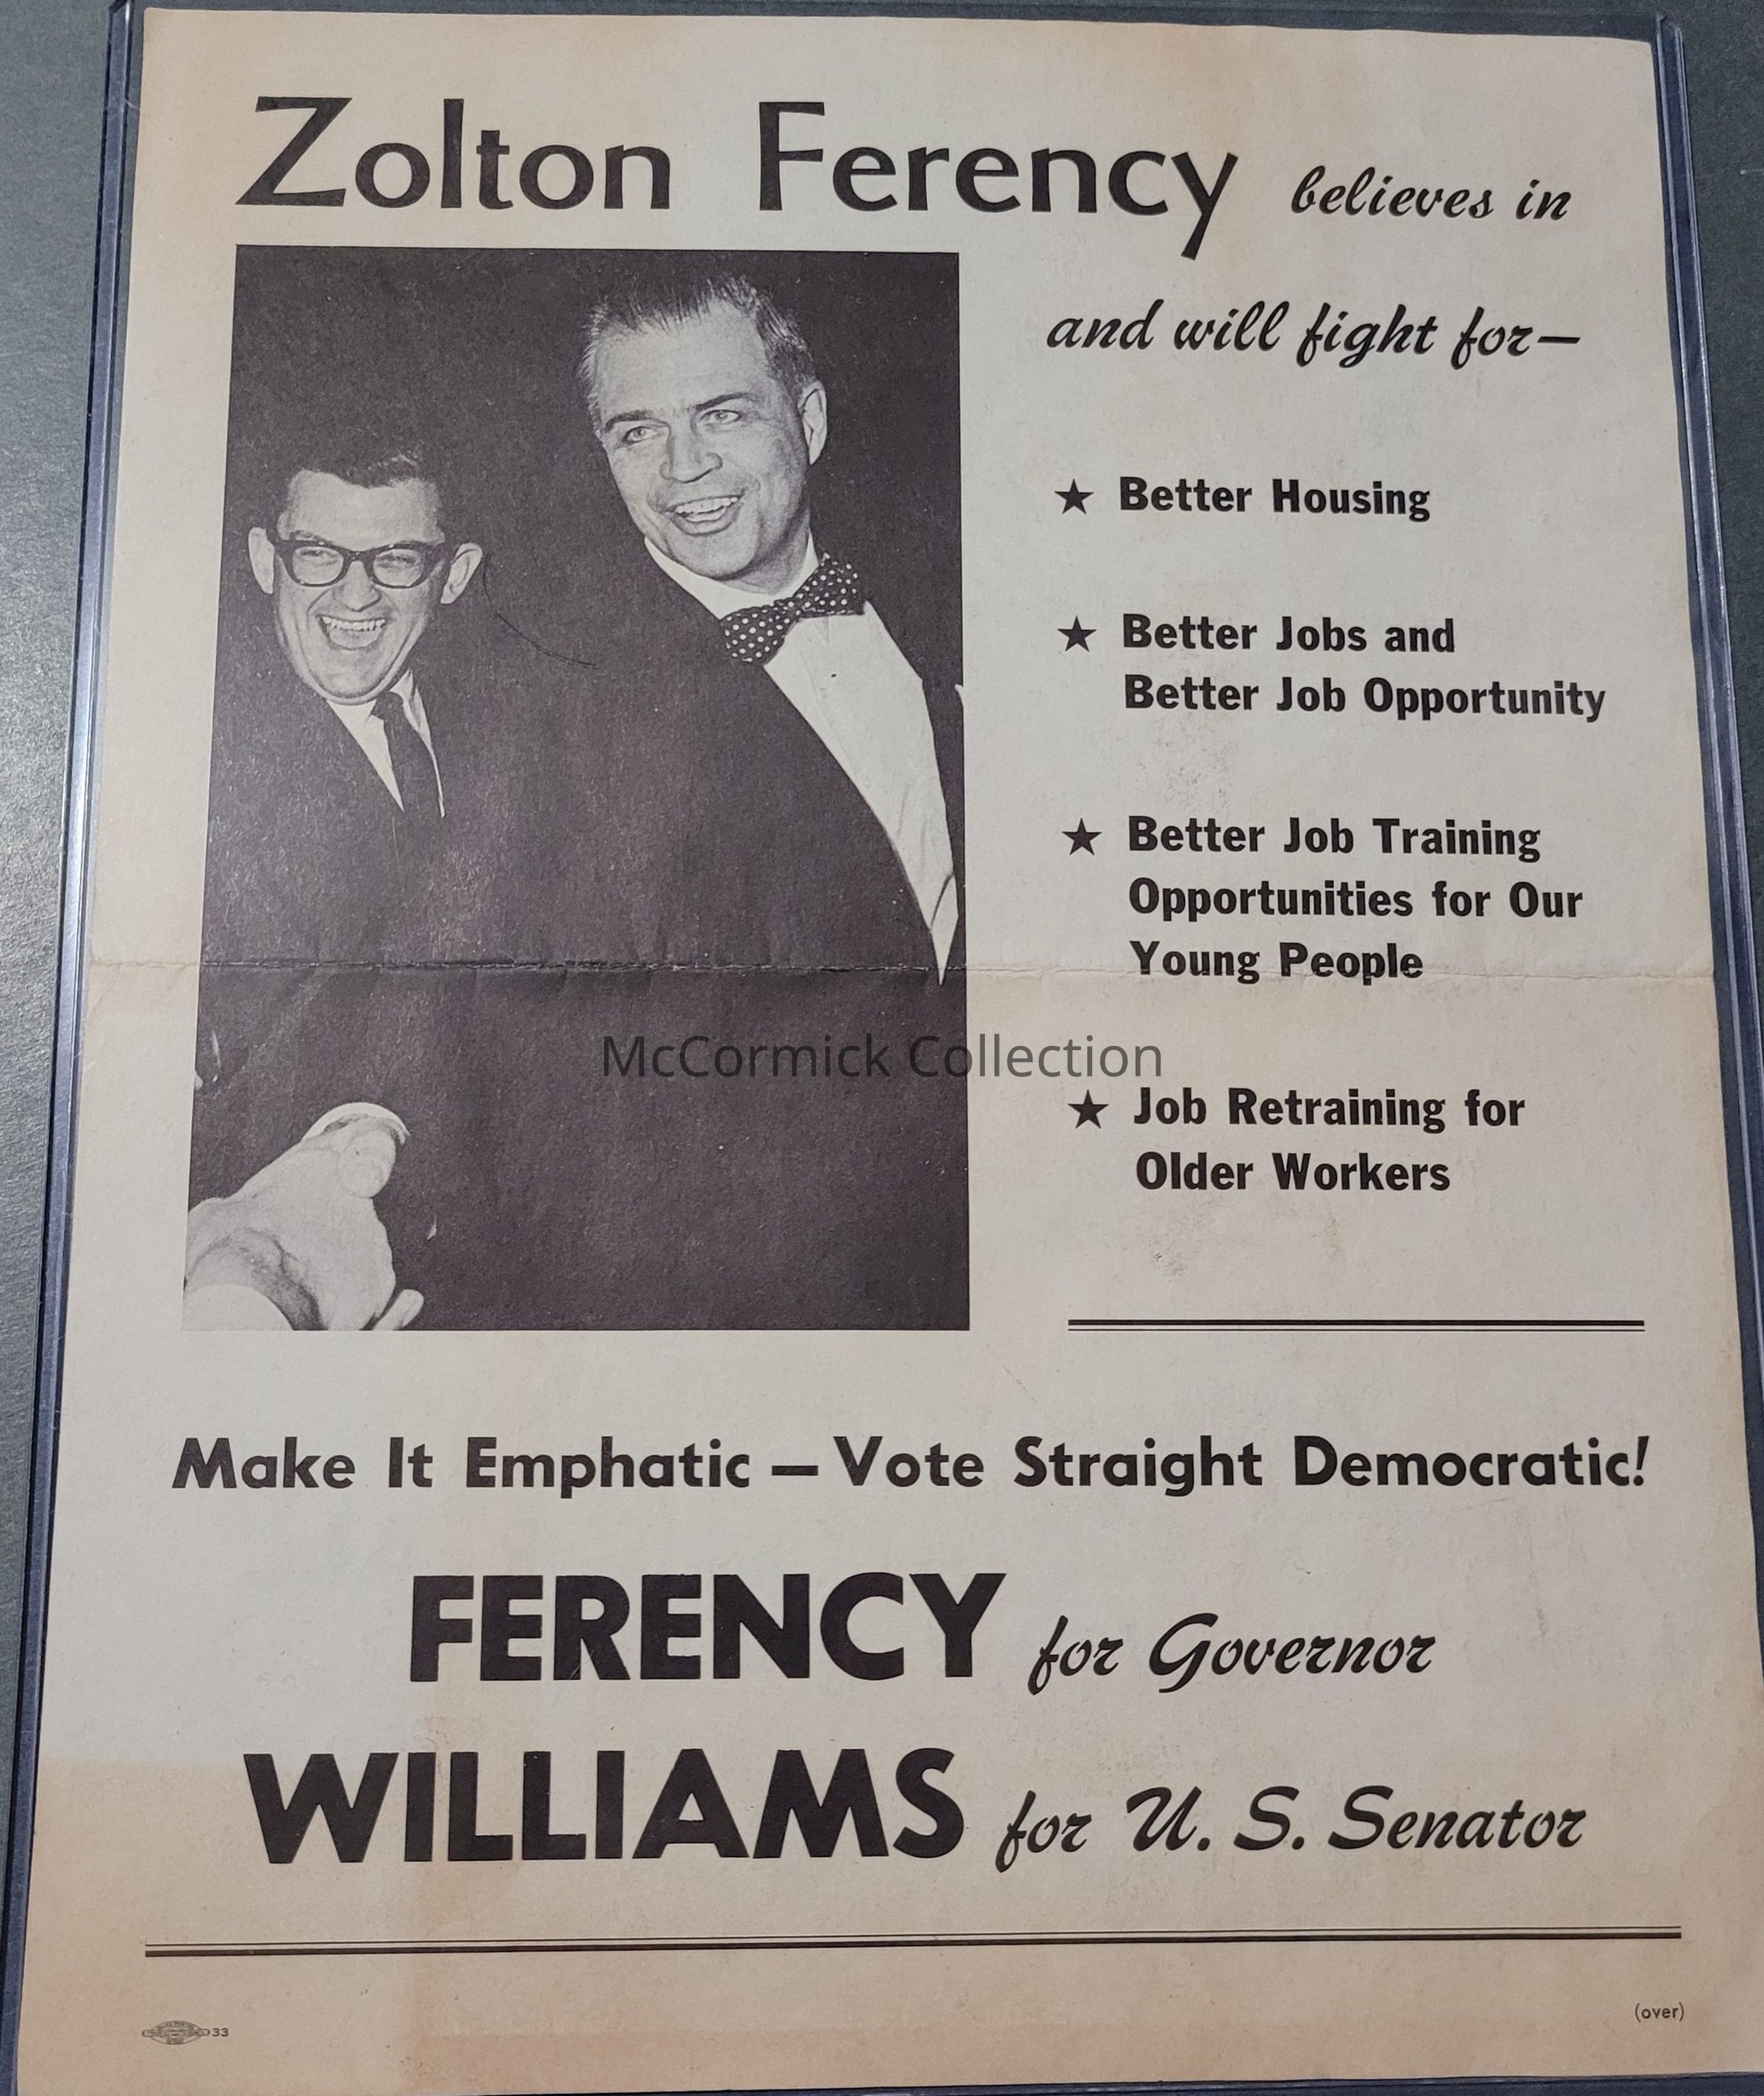 Zolton Ferency believes in
and will fight for—
★ Better Housing
★ Better Jobs and
Better Job Opportunity
★ Better Job Training
Opportunities for Our
Young People
McCormick Collection
★ Job Retraining for
Older Workers
Make It Emphatic — Vote Straight Democratic!
FERENCY for Governor
WILLIAMS for U. S. Senator
(over)
33